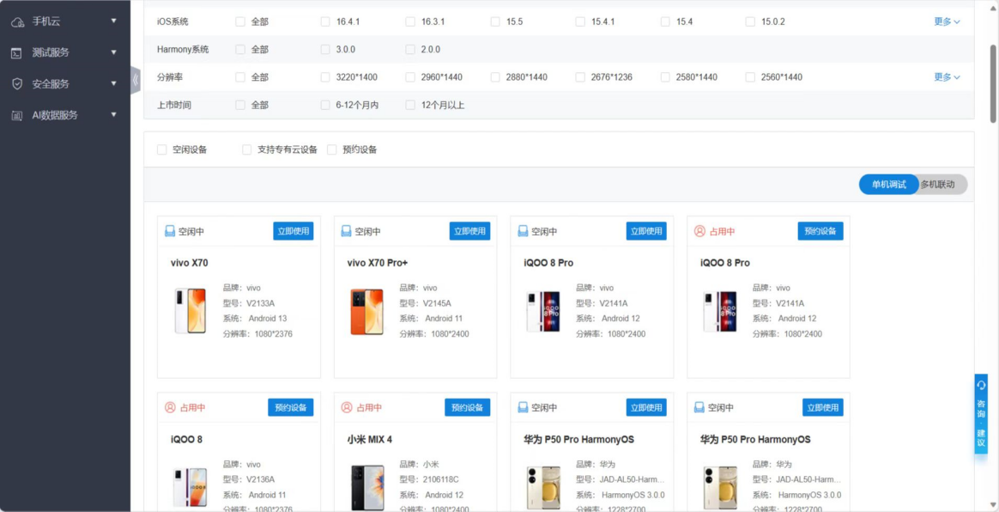 手机云
测试服务
安全服务
AI数据服务
iOS系统 全部 16.4.1 16.3.1 15.5 15.4.1 15.4 15.0.2 更多
Harmony系统 全部 3.0.0 2.0.0
分辨率 全部 3220*1400 2960*1440 2880*1440 2676*1236 2580*1440 2560*1440 更多
上市时间 全部 6-12个月内 12个月以上
空闲设备 支持专有云设备 预约设备
单机调试 多机联动
空闲中 立即使用
vivo X70
品牌：vivo
型号：V2133A
系统： Android 13
分辨率：1080*2376
空闲中 立即使用
vivo X70 Pro+
品牌：vivo
型号：V2145A
系统： Android 11
分辨率：1080*2400
空闲中 立即使用
iQOO 8 Pro
品牌：vivo
型号：V2141A
系统： Android 12
分辨率：1080*2400
占用中 预约设备
iQOO 8 Pro
品牌：vivo
型号：V2141A
系统： Android 12
分辨率：1080*2400
占用中 预约设备
iQOO 8
品牌：vivo
型号：V2136A
系统： Android 11
分辨率：1080*2376
占用中 预约设备
小米 MIX 4
品牌：小米
型号：2106118C
系统： Android 12
分辨率：1080*2400
空闲中 立即使用
华为 P50 Pro HarmonyOS
品牌：华为
型号：JAD-AL50-Harm...
系统： HarmonyOS 3.0.0
分辨率：1228*2700
空闲中 立即使用
华为 P50 Pro HarmonyOS
品牌：华为
型号：JAD-AL50-Harm...
系统： HarmonyOS 3.0.0
分辨率：1228*2700
咨询·建议